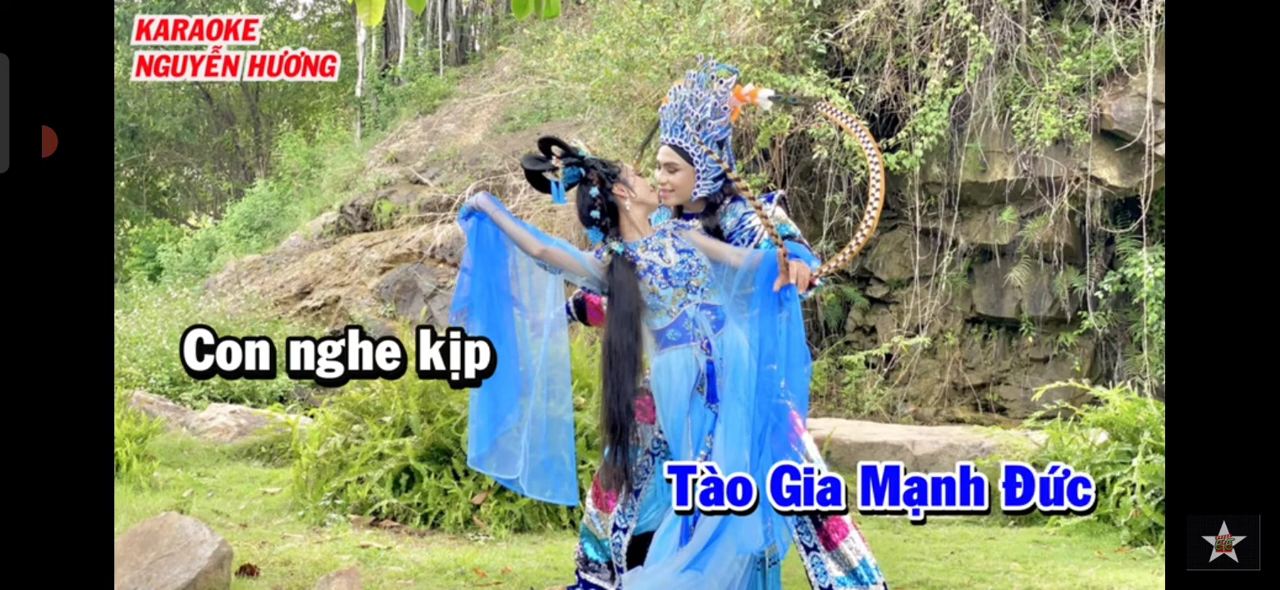 KARAOKE
NGUYỄN HƯƠNG
Con nghe kịp
Tào Gia Mạnh Đức